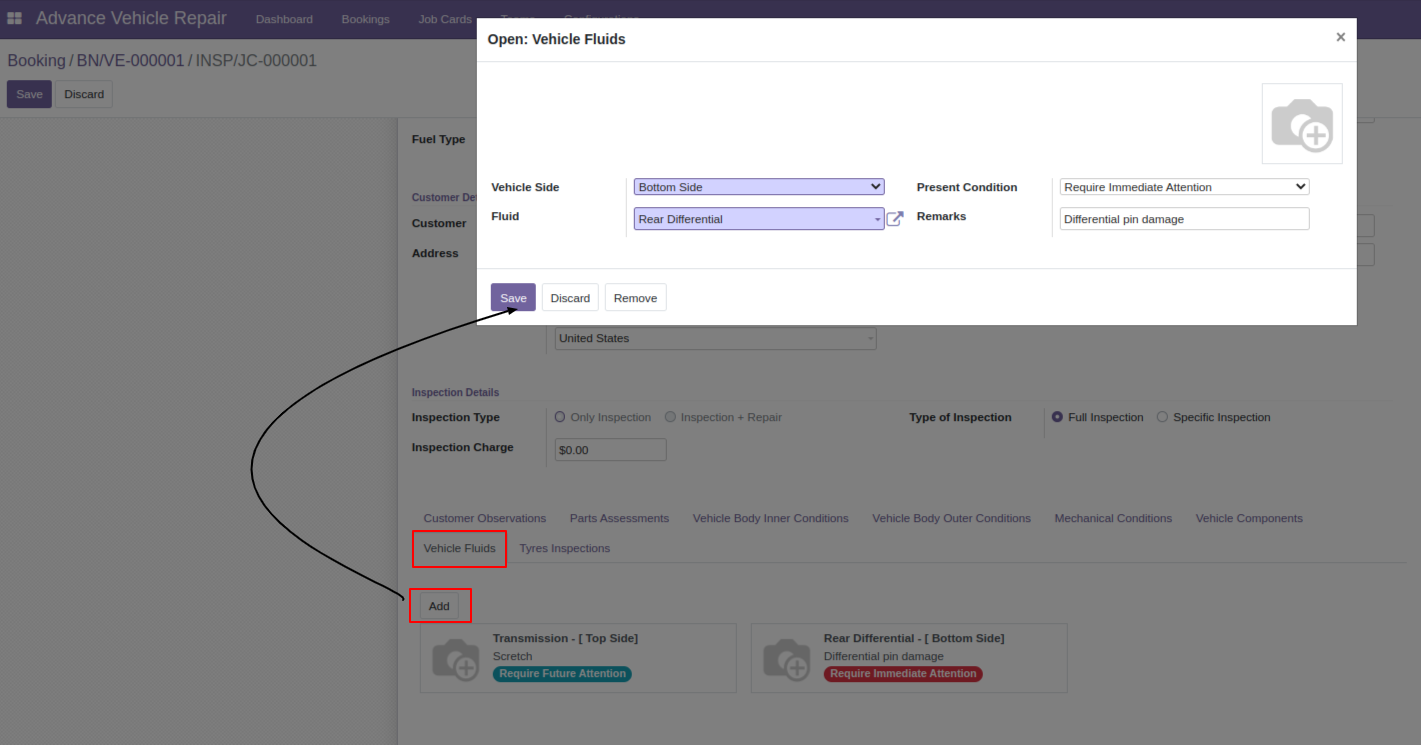 Advance Vehicle Repair Dashboard Bookings Job Cards Teams Configurations
Booking / BN/VE-000001 / INSP/JC-000001
Save Discard
Open: Vehicle Fluids ×
Vehicle Side Bottom Side Present Condition Require Immediate Attention
Fluid Rear Differential Remarks Differential pin damage
Save Discard Remove
Fuel Type
Customer De
Customer
Address
United States
Inspection Details
Inspection Type Only Inspection Inspection + Repair Type of Inspection Full Inspection Specific Inspection
Inspection Charge $0.00
Customer Observations Parts Assessments Vehicle Body Inner Conditions Vehicle Body Outer Conditions Mechanical Conditions Vehicle Components
Vehicle Fluids Tyres Inspections
Add
Transmission - [ Top Side] Rear Differential - [ Bottom Side]
Scratch Differential pin damage
Require Future Attention Require Immediate Attention